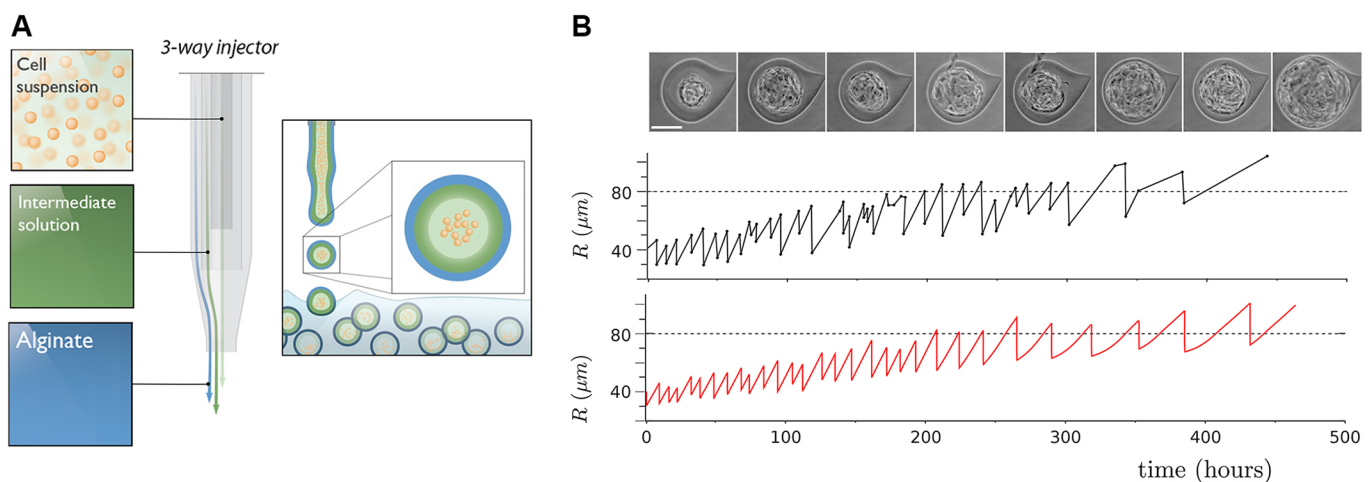 A
3-way injector
Cell
suspension
Intermediate
solution
Alginate
B
80
40
R (μm)
80
40
R (μm)
0 100 200 300 400 500
time (hours)